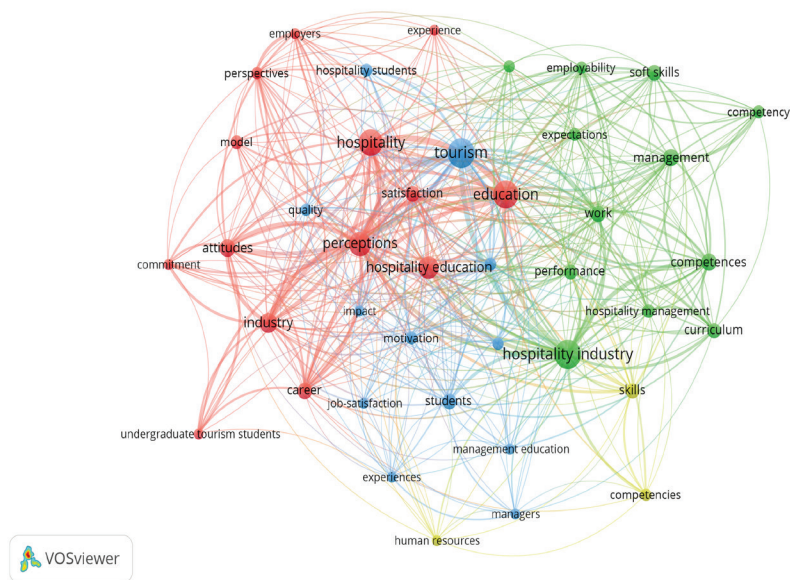 employers
experience
perspectives
hospitality students
employability
soft skills
competency
model
hospitality
tourism
expectations
management
satisfaction
education
quality
work
attitudes
perceptions
commitment
hospitality education
performance
competences
industry
impact
hospitality management
motivation
curriculum
hospitality industry
career
job-satisfaction
students
skills
undergraduate tourism students
management education
experiences
competencies
managers
human resources
VOSviewer